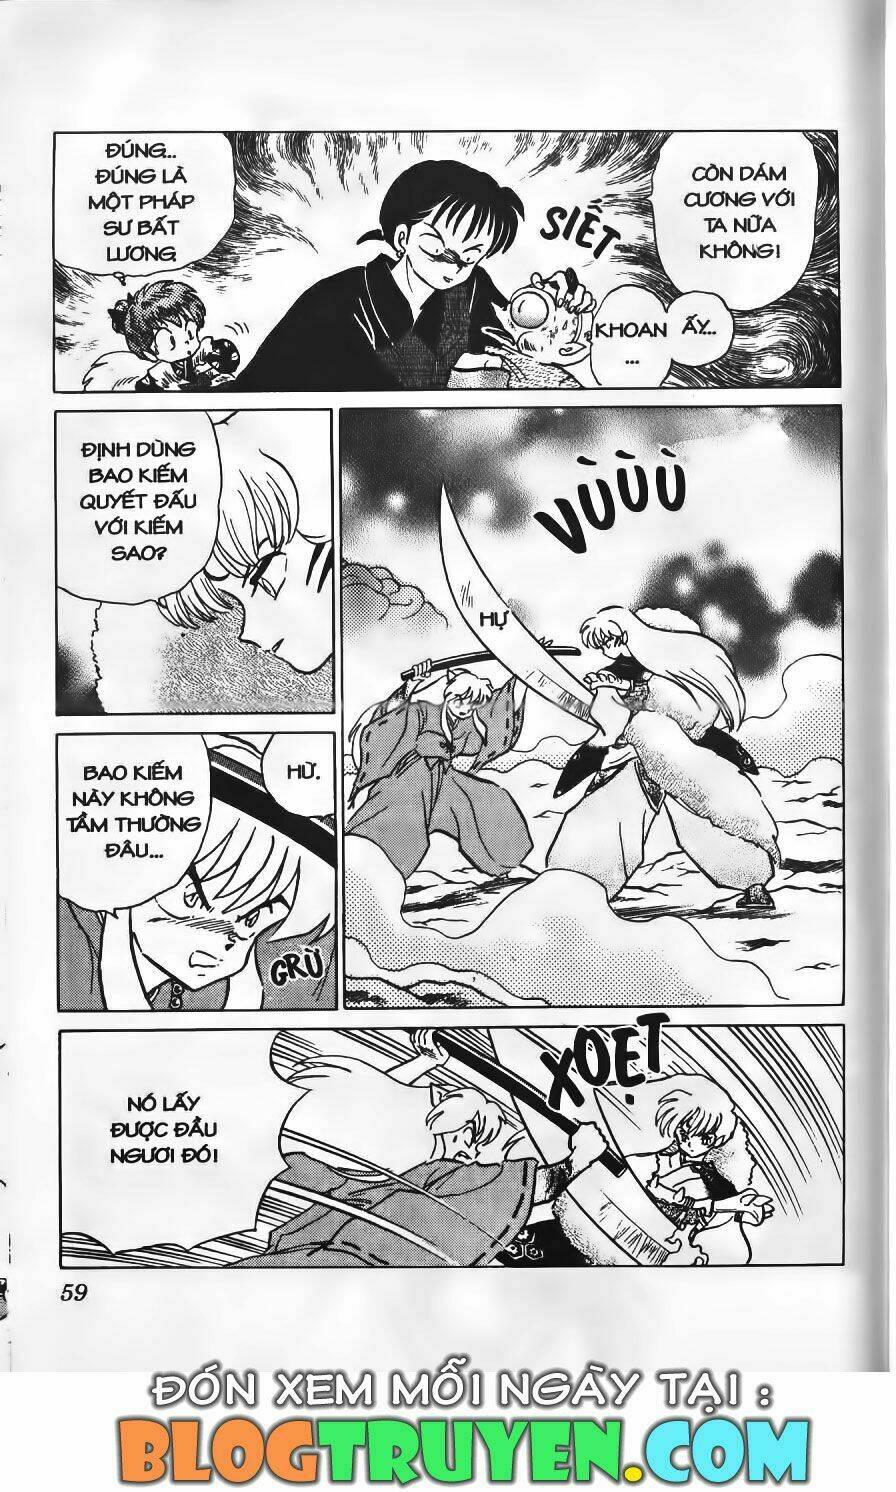 ĐÚNG...
ĐÚNG LÀ
MỘT PHÁP
SƯ BẤT
LƯƠNG.
SIẾT
CÒN DÁM
CƯƠNG VỚI
TA NỮA
KHÔNG!
KHOAN ẤY...
...
ĐỊNH DÙNG
BAO KIẾM
QUYẾT ĐẤU
VỚI KIẾM
SAO?
VÙÙÙ
HỰ
BAO KIẾM
NÀY KHÔNG
TẦM THƯỜNG
ĐÂU...
HỪ.
GRỪ
XOẸT
NÓ LẤY
ĐƯỢC ĐẦU
NGƯƠI ĐÓ!
59
ĐÓN XEM MỖI NGÀY TẠI :
BLOGTRUYEN.COM